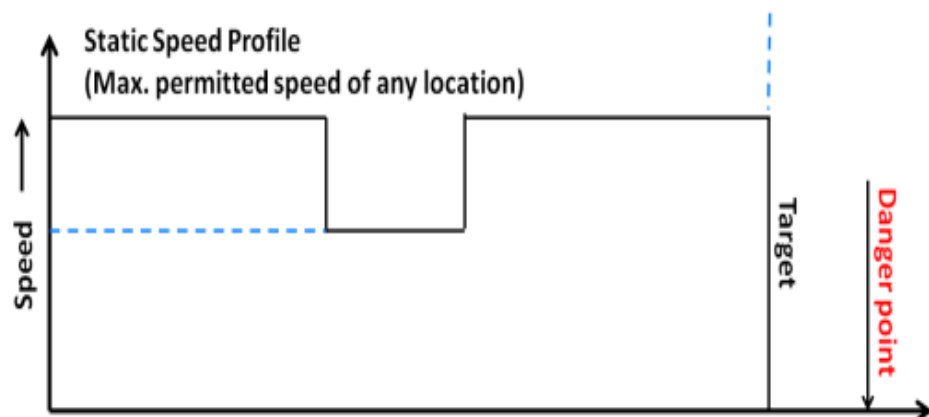 Static Speed Profile
(Max. permitted speed of any location)
Speed
Target
Danger point